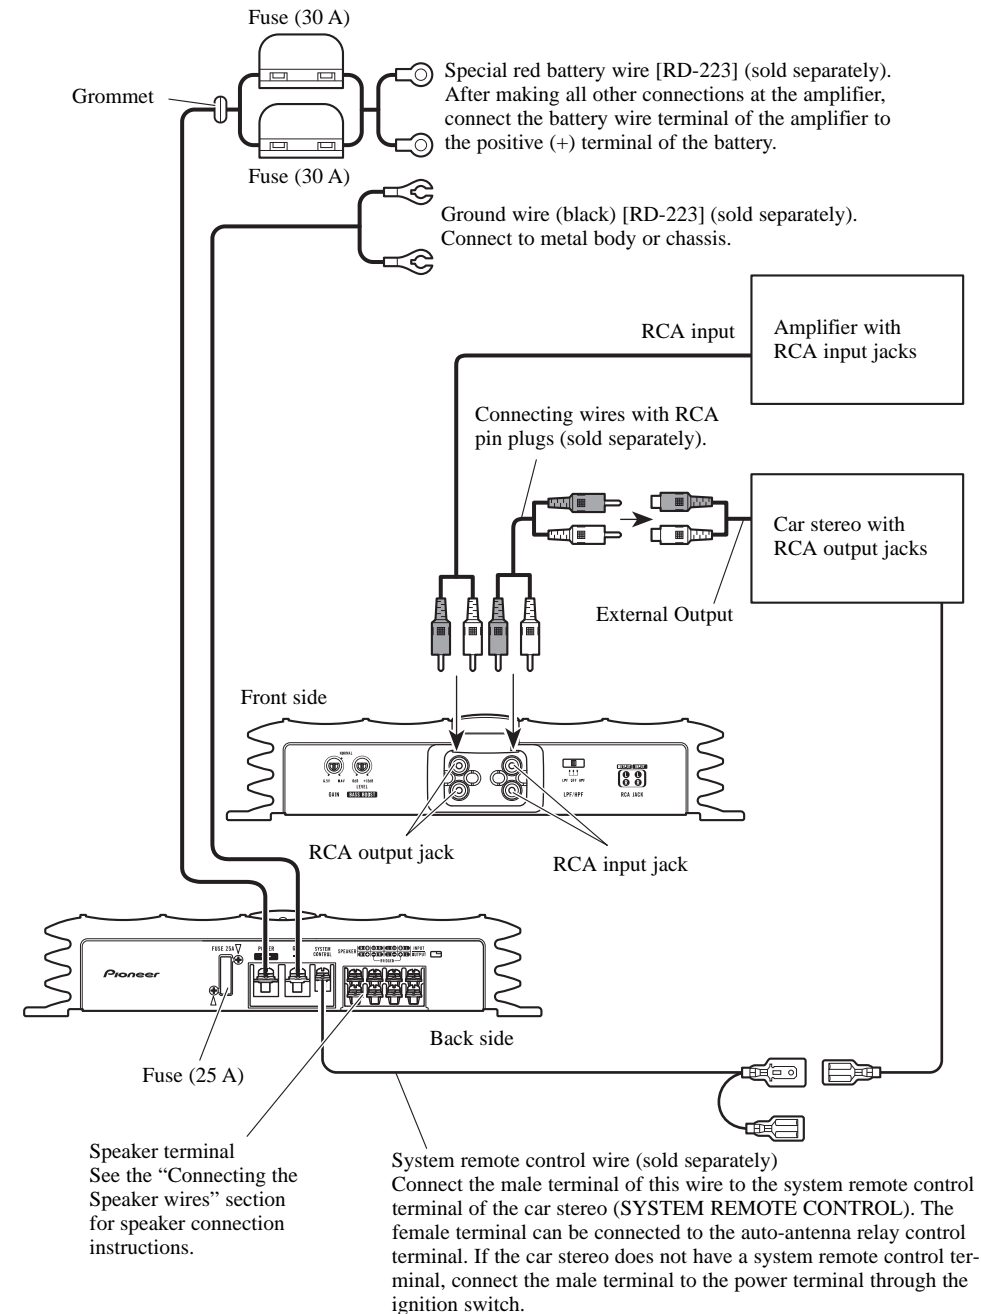 Fuse (30 A)
Grommet
Special red battery wire [RD-223] (sold separately).
After making all other connections at the amplifier,
connect the battery wire terminal of the amplifier to
the positive (+) terminal of the battery.
Fuse (30 A)
Ground wire (black) [RD-223] (sold separately).
Connect to metal body or chassis.
RCA input
Amplifier with
RCA input jacks
Connecting wires with RCA
pin plugs (sold separately).
Car stereo with
RCA output jacks
External Output
Front side
NORMAL
LEVEL
GAIN
BASS BOOST
LPF OFF HPF
LPF/HPF
RCA JACK
RCA output jack
RCA input jack
FUSE 25A
SYSTEM
CONTROL
SPEAKER
INPUT
OUTPUT
Pioneer
Back side
Fuse (25 A)
Speaker terminal
See the “Connecting the
Speaker wires” section
for speaker connection
instructions.
System remote control wire (sold separately)
Connect the male terminal of this wire to the system remote control
terminal of the car stereo (SYSTEM REMOTE CONTROL). The
female terminal can be connected to the auto-antenna relay control
terminal. If the car stereo does not have a system remote control ter-
minal, connect the male terminal to the power terminal through the
ignition switch.